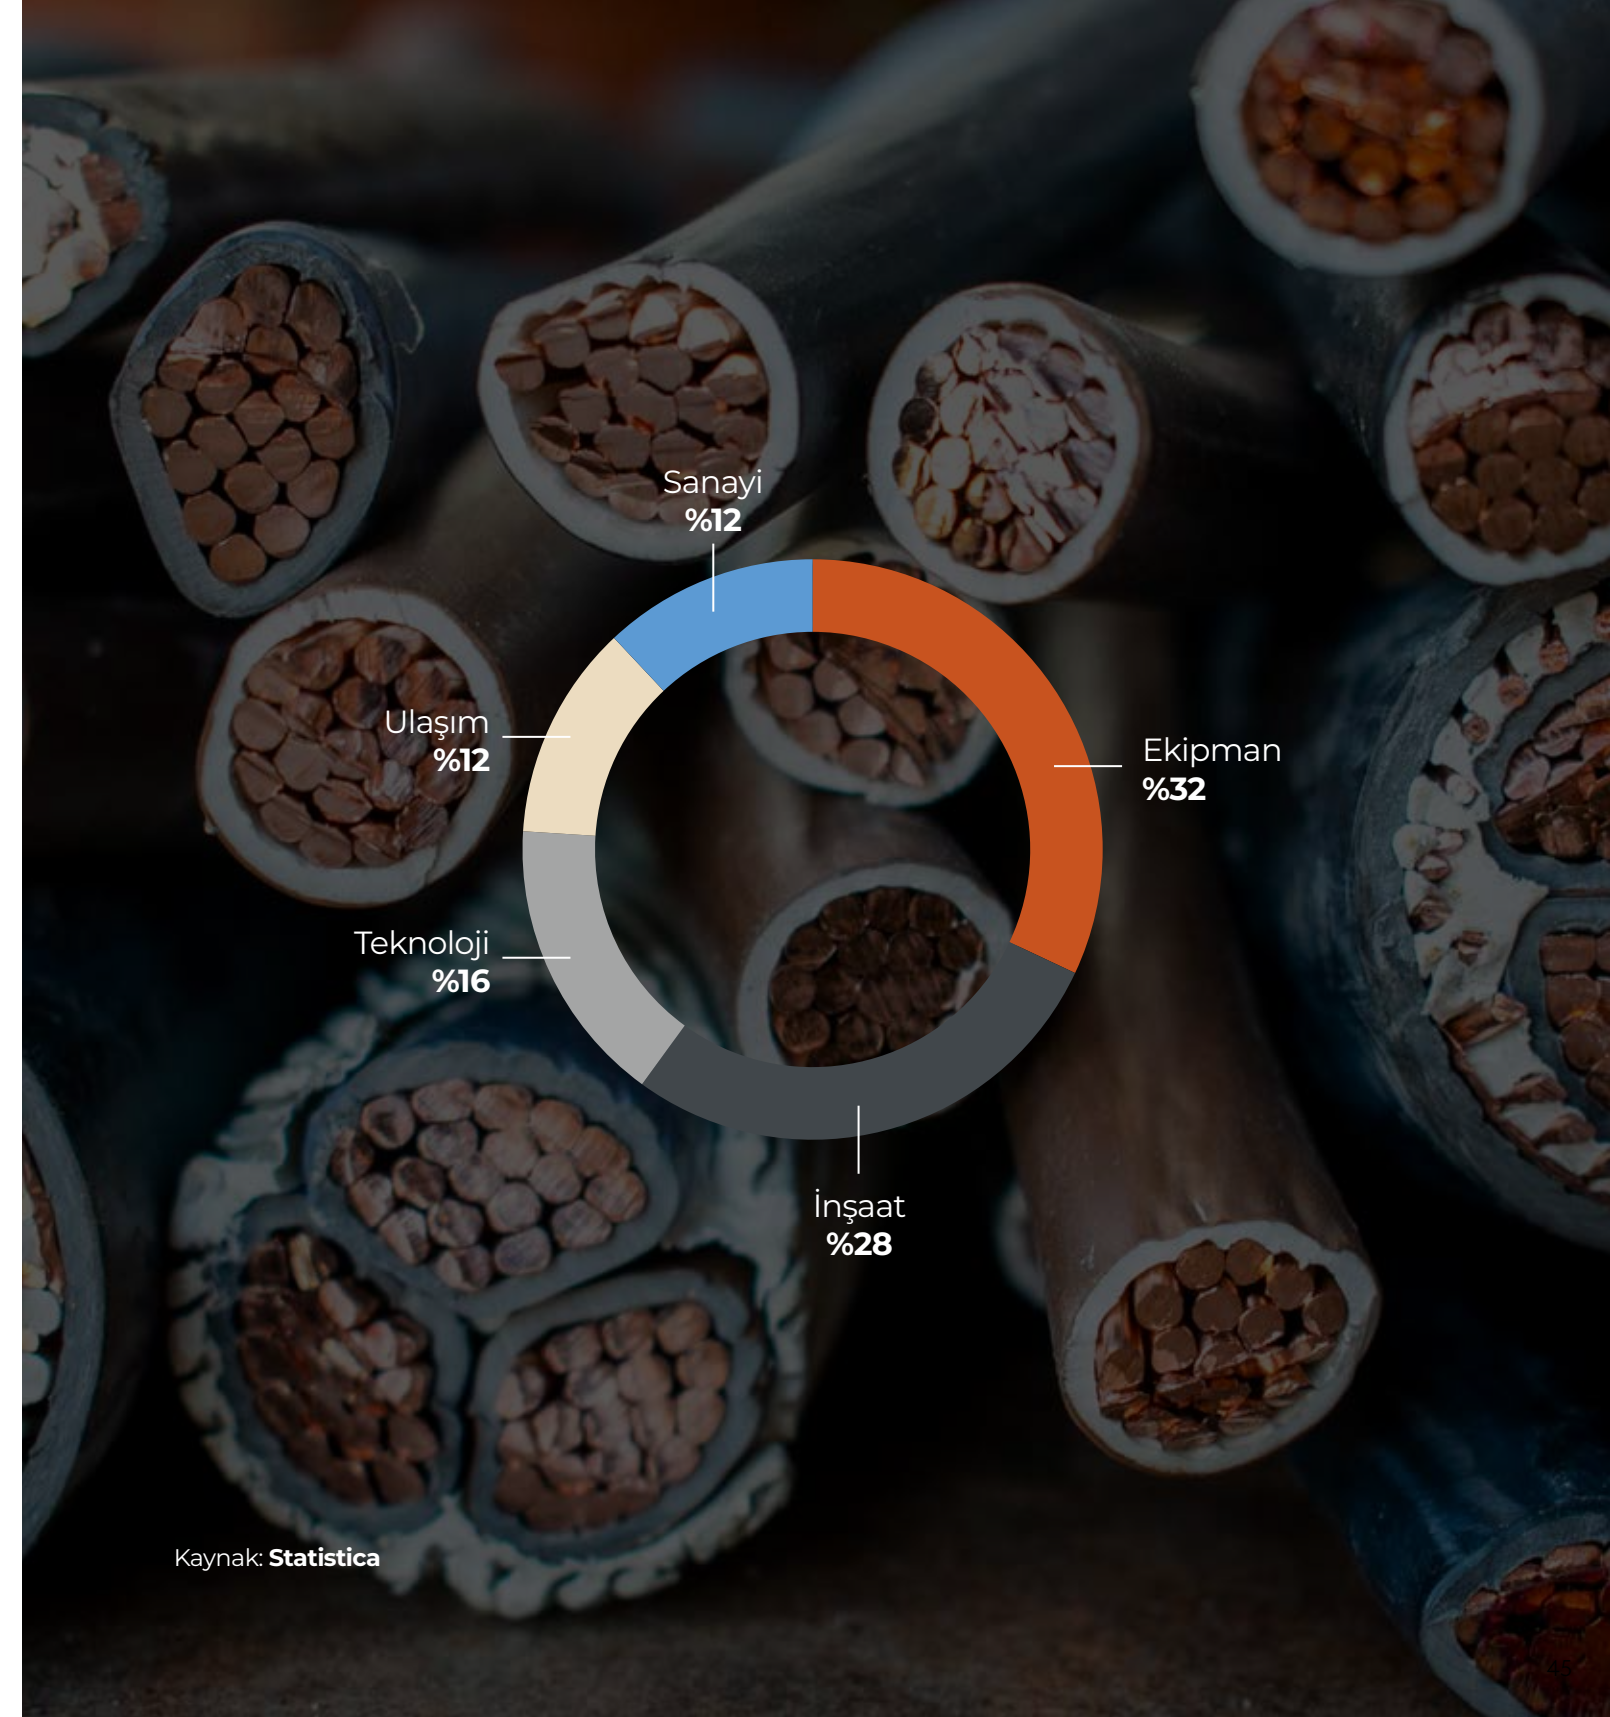 Sanayi
%12
Ulaşım
%12
Ekipman
%32
Teknoloji
%16
İnşaat
%28
Kaynak: Statistica